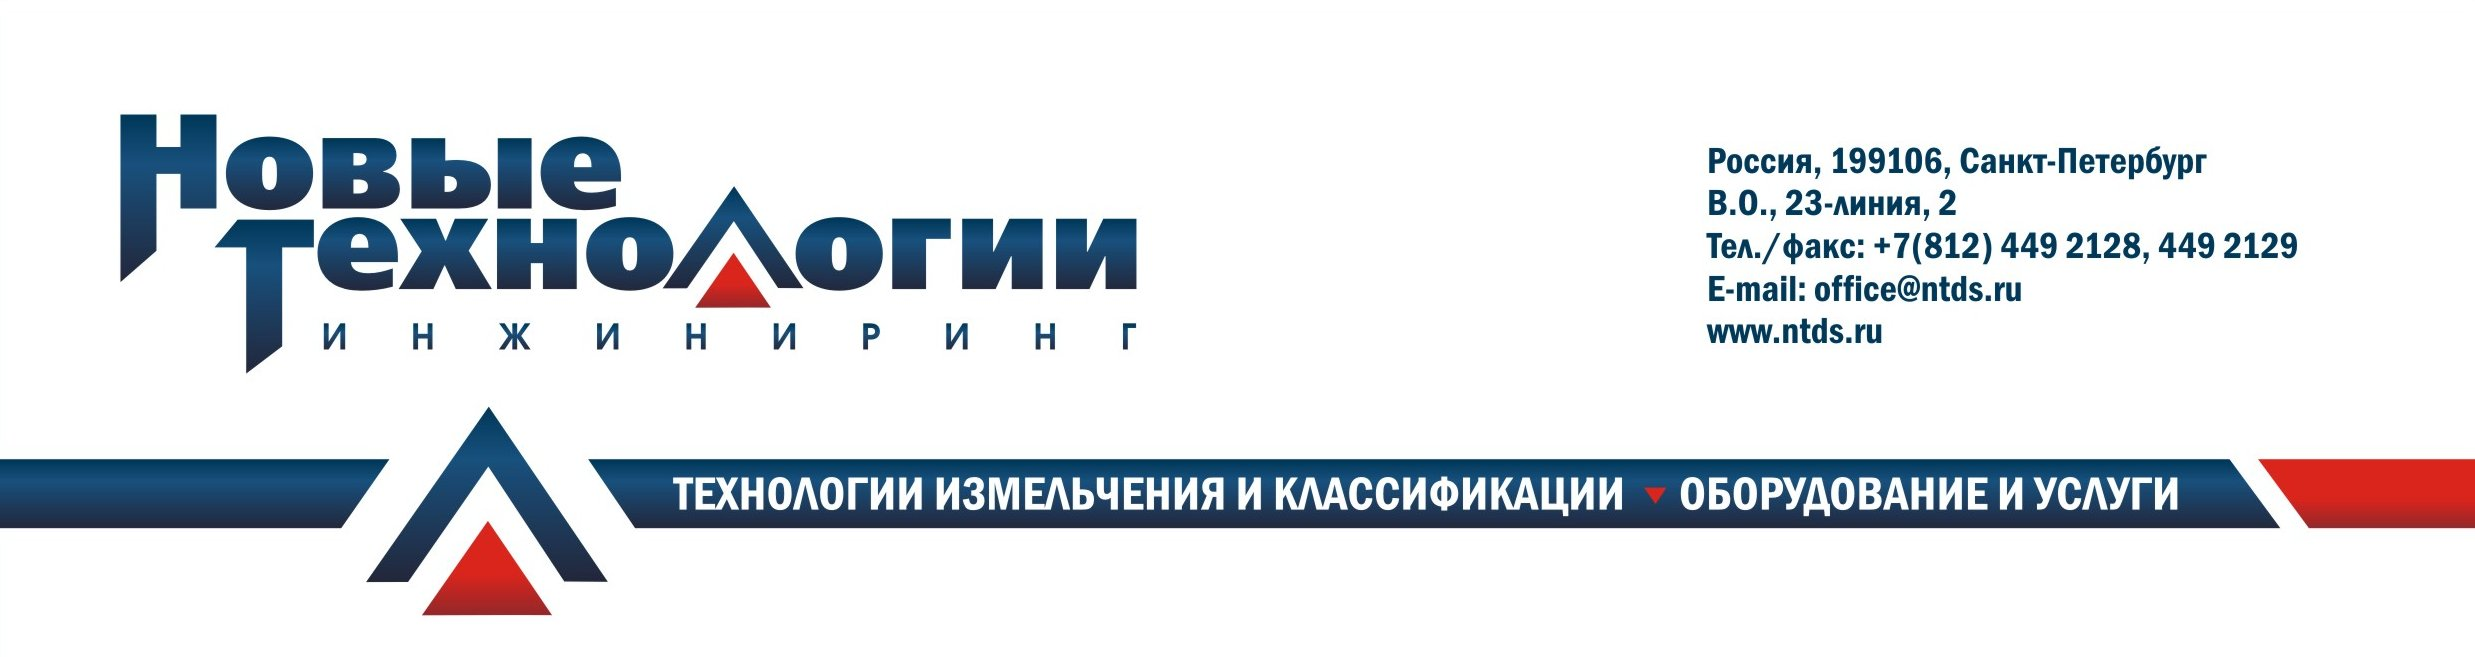 Новые
Технологии
ИНЖИНИРИНГ
Россия, 199106, Санкт-Петербург
В.О., 23-линия, 2
Тел./факс: +7(812) 449 2128, 449 2129
E-mail: office@ntds.ru
www.ntds.ru
ТЕХНОЛОГИИ ИЗМЕЛЬЧЕНИЯ И КЛАССИФИКАЦИИ ▼ ОБОРУДОВАНИЕ И УСЛУГИ